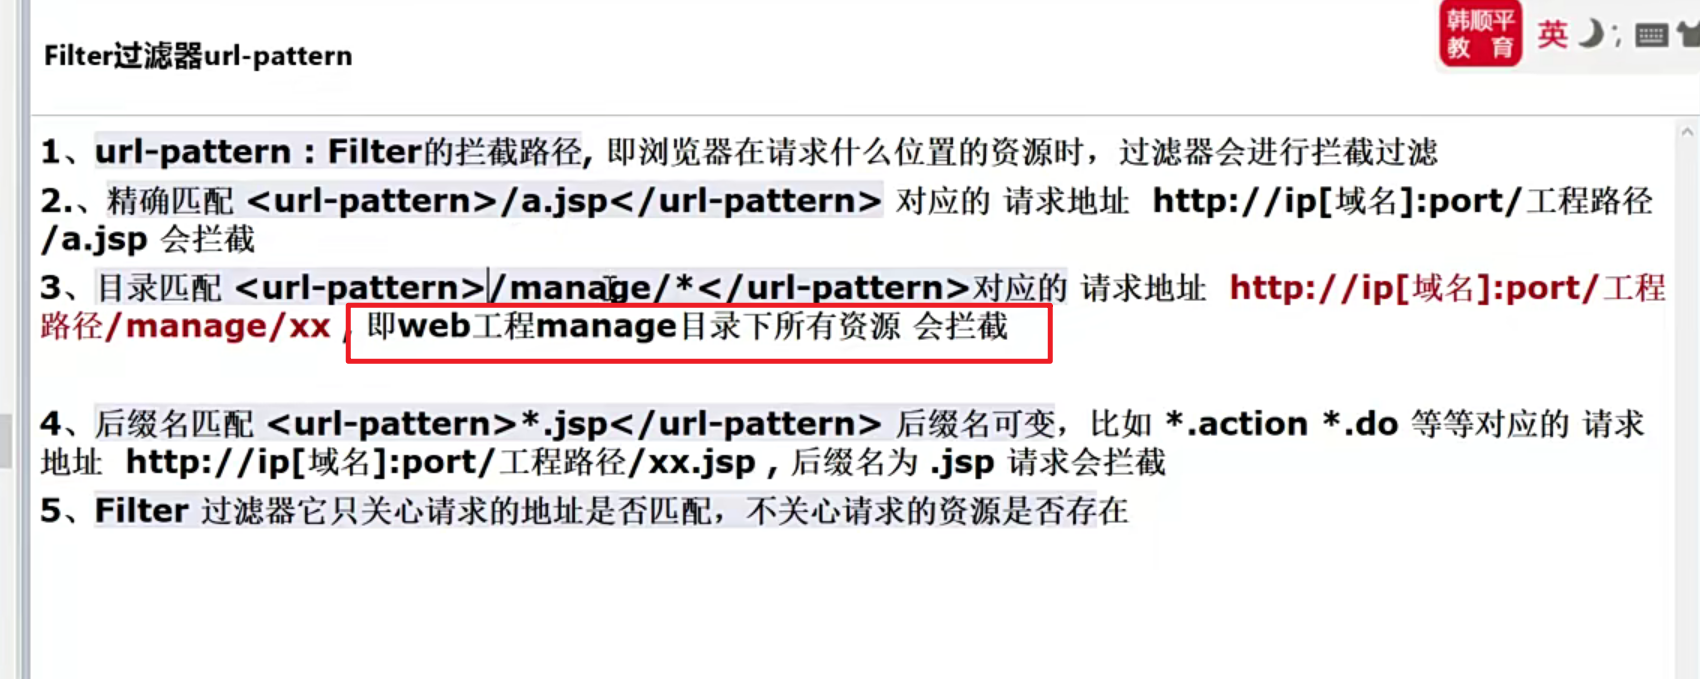 韩顺平
教 育
英
Filter过滤器url-pattern
1、url-pattern : Filter的拦截路径, 即浏览器在请求什么位置的资源时，过滤器会进行拦截过滤
2.、精确匹配 <url-pattern>/a.jsp</url-pattern> 对应的 请求地址 http://ip[域名]:port/工程路径
/a.jsp 会拦截
3、目录匹配 <url-pattern>/manage/*</url-pattern>对应的 请求地址 http://ip[域名]:port/工程
路径/manage/xx , 即web工程manage目录下所有资源 会拦截
4、后缀名匹配 <url-pattern>*.jsp</url-pattern> 后缀名可变，比如 *.action *.do 等等对应的 请求
地址 http://ip[域名]:port/工程路径/xx.jsp , 后缀名为 .jsp 请求会拦截
5、Filter 过滤器它只关心请求的地址是否匹配，不关心请求的资源是否存在